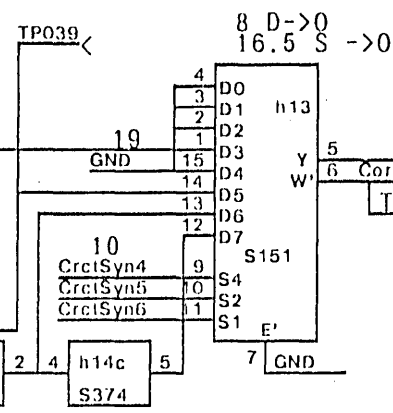 8 D->0
16.5 S ->0
TP039
4 D0 h13
3 D1
2 D2
19
1 D3
Y 5
GND 15 D4
W' 6 Cor
14 D5
13 D6
12 D7
S151
10
CrctSyn4 9 S4
CrctSyn5 10 S2
CrctSyn6 11 S1
E'
7 GND
2 4 h14c 5
S374